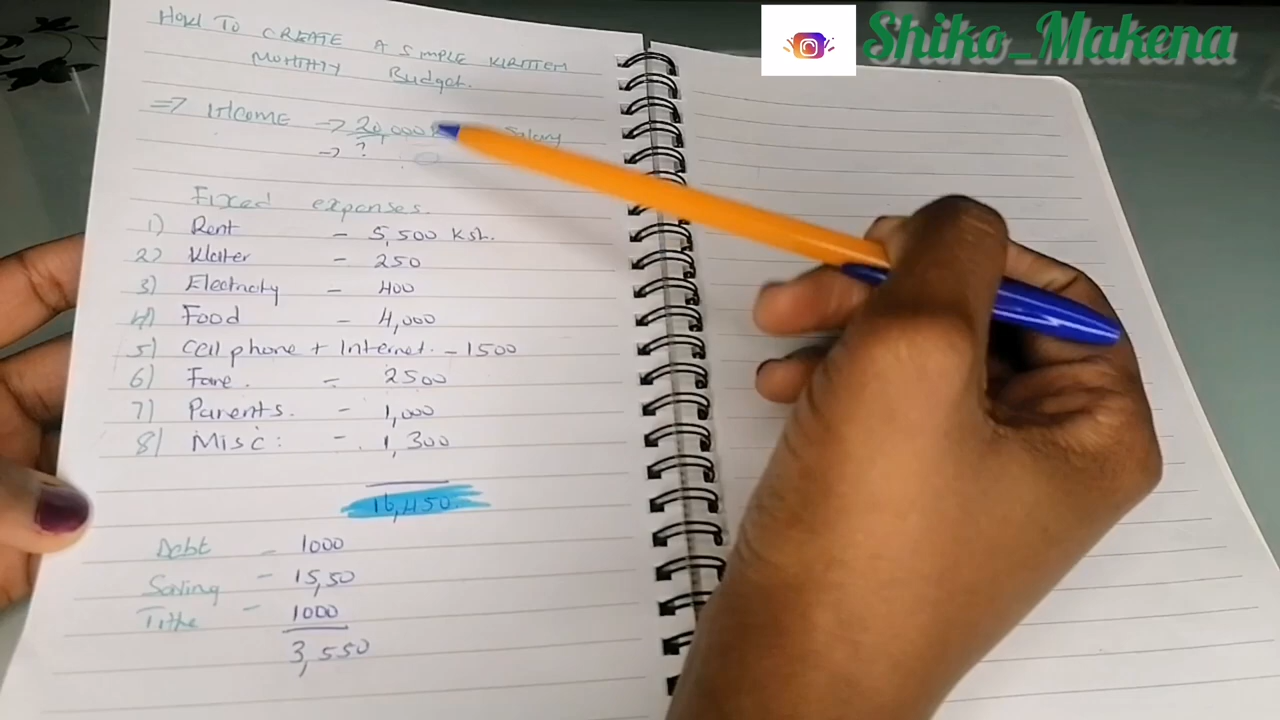 Shiko_Makena
HOW TO CREATE A SIMPLE WRITTEN
MONTHLY Budget.
=> INCOME -> 20,000 Salary
-> ?
Fixed expenses.
1) Rent - 5,500 Ksh.
2) Water - 250
3) Electricity - 400
4) Food - 4,000
5) Cell phone + Internet. - 1500
6) Fare. - 2500
7) Parents. - 1,000
8) Misc: - 1,300
16,450.
Debt - 1000
Saving - 15,50
Tithe - 1000
3,550